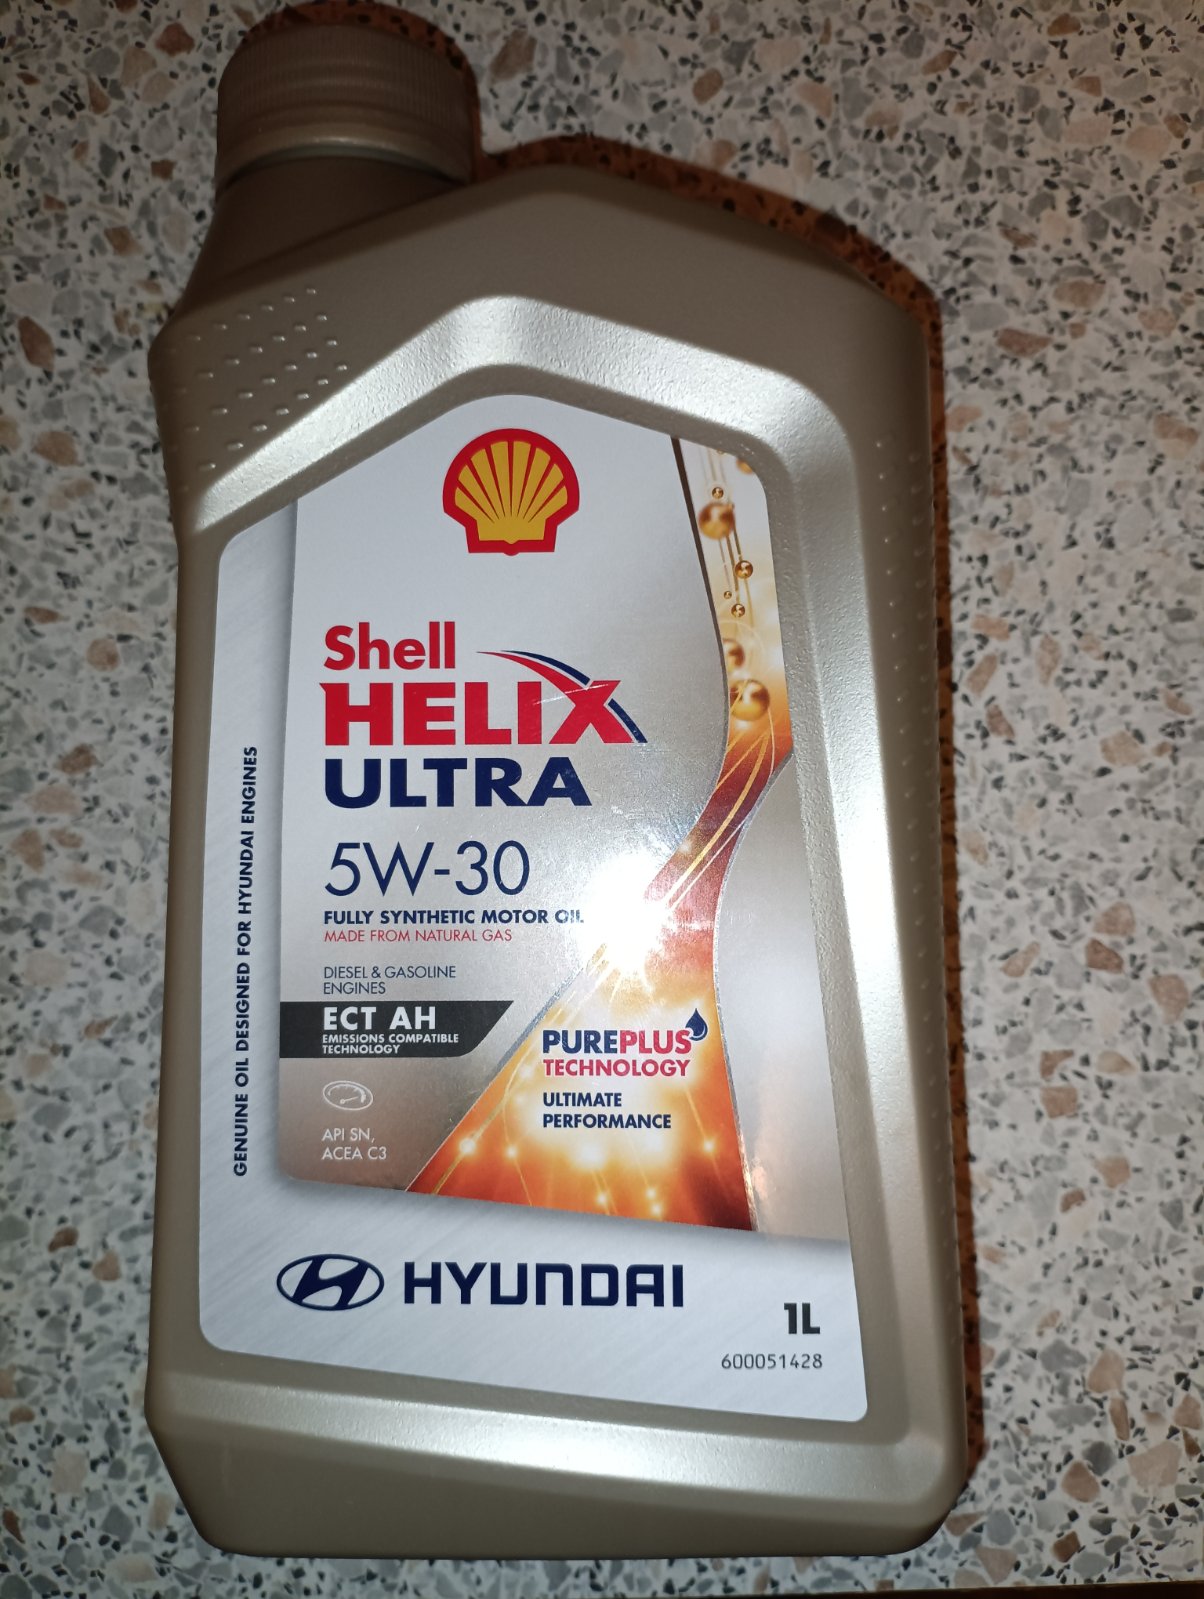 Shell
HELIX
ULTRA
5W-30
FULLY SYNTHETIC MOTOR OIL
MADE FROM NATURAL GAS
DIESEL & GASOLINE
ENGINES
ECT AH
EMISSIONS COMPATIBLE
TECHNOLOGY
PUREPLUS
TECHNOLOGY
ULTIMATE
PERFORMANCE
API SN,
ACEA C3
GENUINE OIL DESIGNED FOR HYUNDAI ENGINES
HYUNDAI
1L
600051428